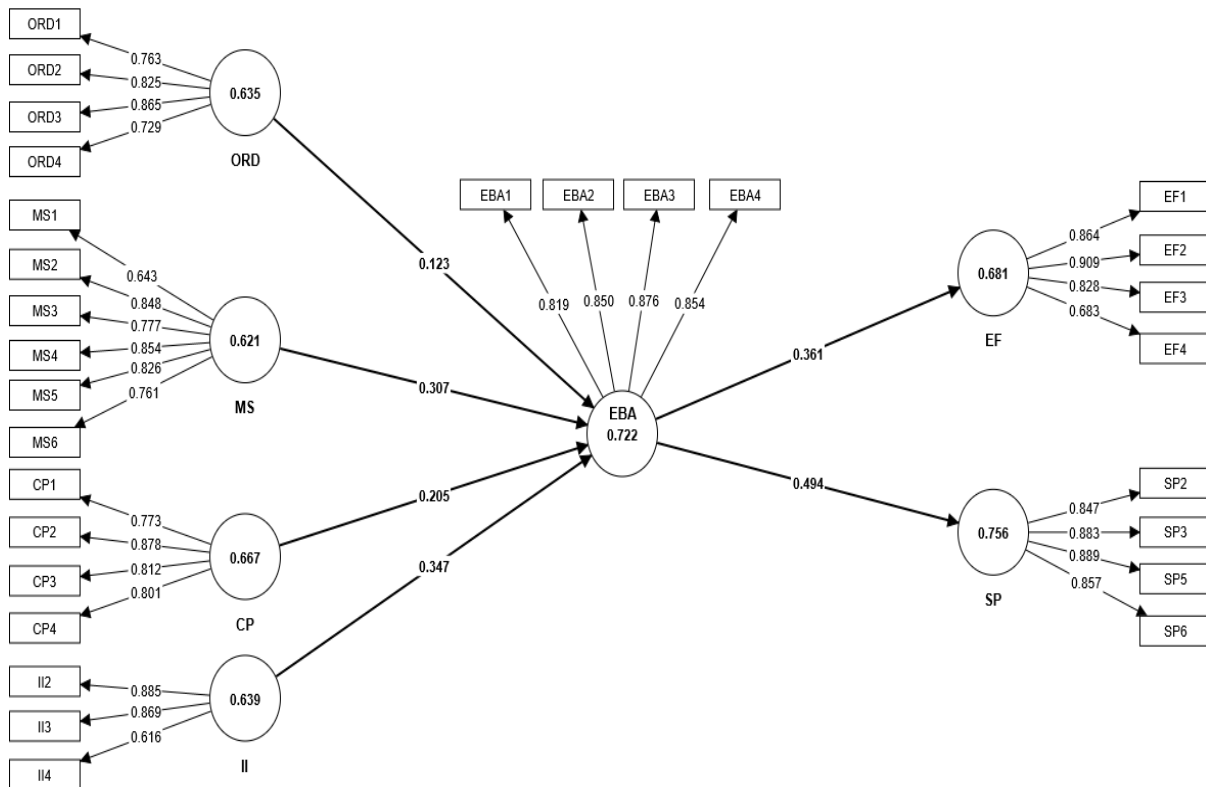 ORD1
ORD2
ORD3
ORD4
0.763
0.825
0.865
0.729
0.635
ORD
MS1
MS2
MS3
MS4
MS5
MS6
0.643
0.848
0.777
0.854
0.826
0.761
0.621
MS
CP1
CP2
CP3
CP4
0.773
0.878
0.812
0.801
0.667
CP
II2
II3
II4
0.885
0.869
0.616
0.639
II
0.123
0.307
0.205
0.347
EBA1
EBA2
EBA3
EBA4
0.819
0.850
0.876
0.854
EBA
0.722
0.361
0.494
0.681
EF
0.864
0.909
0.828
0.683
EF1
EF2
EF3
EF4
0.756
SP
0.847
0.883
0.889
0.857
SP2
SP3
SP5
SP6